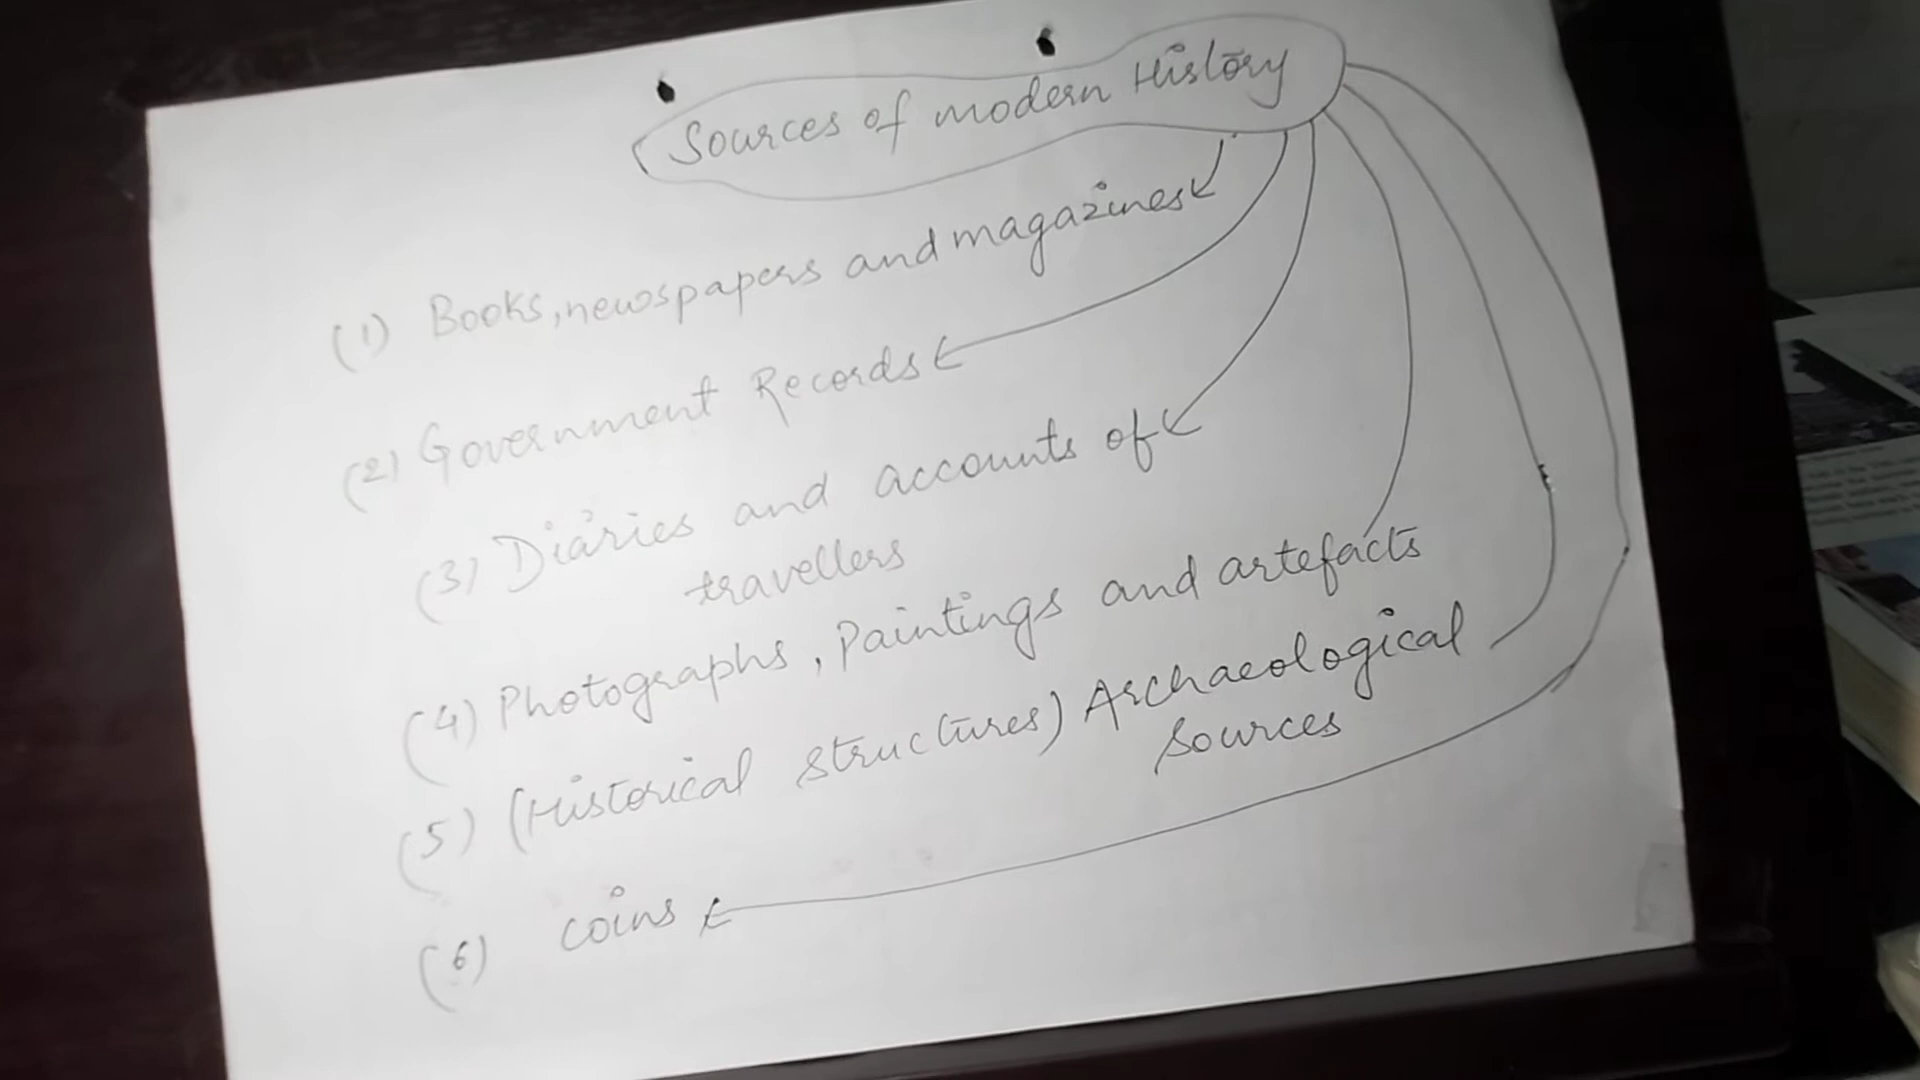 Sources of modern History
(1) Books, newspapers and magazines
(2) Government Records
(3) Diaries and accounts of
travellers
(4) Photographs, Paintings and artefacts
(5) (Historical structures) Archaeological
sources
(6) coins